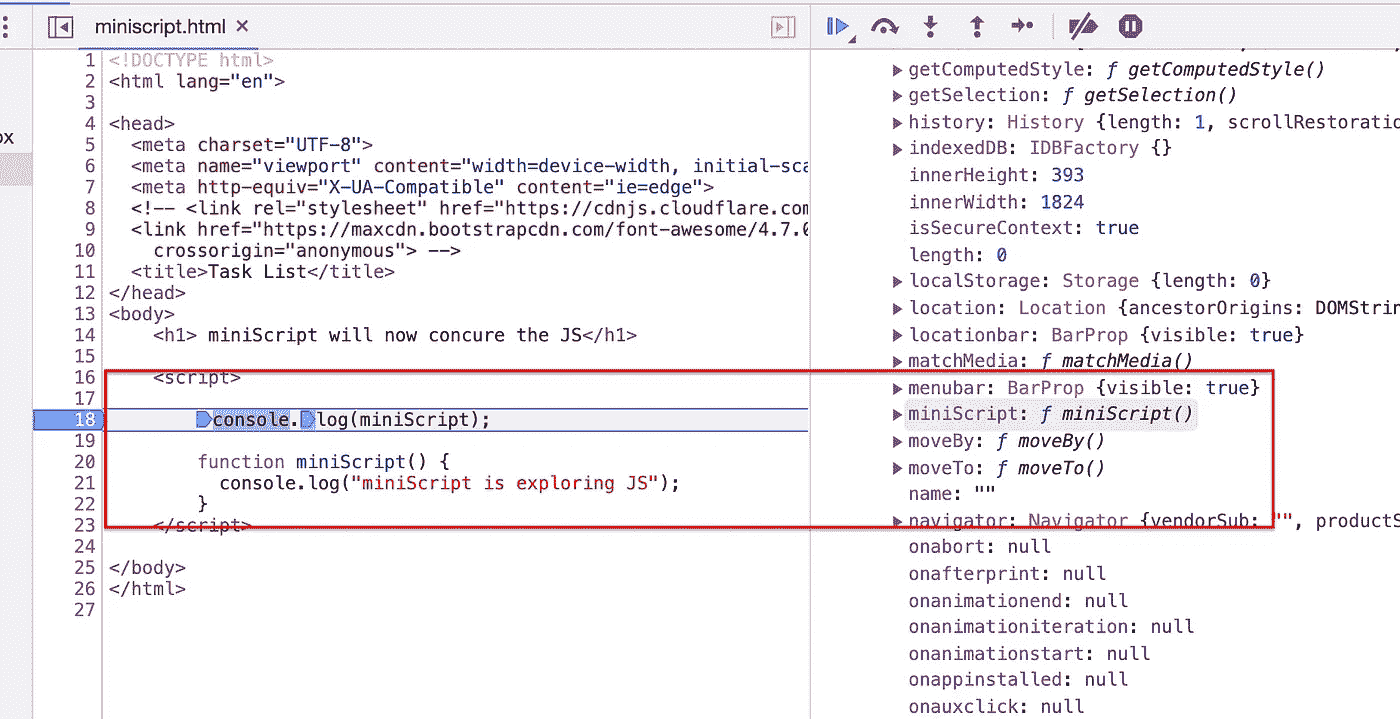 miniscript.html ×
ox
1 <!DOCTYPE html>
2 <html lang="en">
3
4 <head>
5 <meta charset="UTF-8">
6 <meta name="viewport" content="width=device-width, initial-sca
7 <meta http-equiv="X-UA-Compatible" content="ie=edge">
8 <!-- <link rel="stylesheet" href="https://cdnjs.cloudflare.com
9 <link href="https://maxcdn.bootstrapcdn.com/font-awesome/4.7.0
10 crossorigin="anonymous"> -->
11 <title>Task List</title>
12 </head>
13 <body>
14 <h1> miniScript will now concure the JS</h1>
15
16 <script>
17
18 console.log(miniScript);
19
20 function miniScript() {
21 console.log("miniScript is exploring JS");
22 }
23 </script>
24
25 </body>
26 </html>
27
getComputedStyle: ƒ getComputedStyle()
getSelection: ƒ getSelection()
history: History {length: 1, scrollRestoratio
indexedDB: IDBFactory {}
innerHeight: 393
innerWidth: 1824
isSecureContext: true
length: 0
localStorage: Storage {length: 0}
location: Location {ancestorOrigins: DOMStrin
locationbar: BarProp {visible: true}
matchMedia: ƒ matchMedia()
menubar: BarProp {visible: true}
miniScript: ƒ miniScript()
moveBy: ƒ moveBy()
moveTo: ƒ moveTo()
name: ""
navigator: Navigator {vendorSub: "", productS
onabort: null
onafterprint: null
onanimationend: null
onanimationiteration: null
onanimationstart: null
onappinstalled: null
onauxclick: null